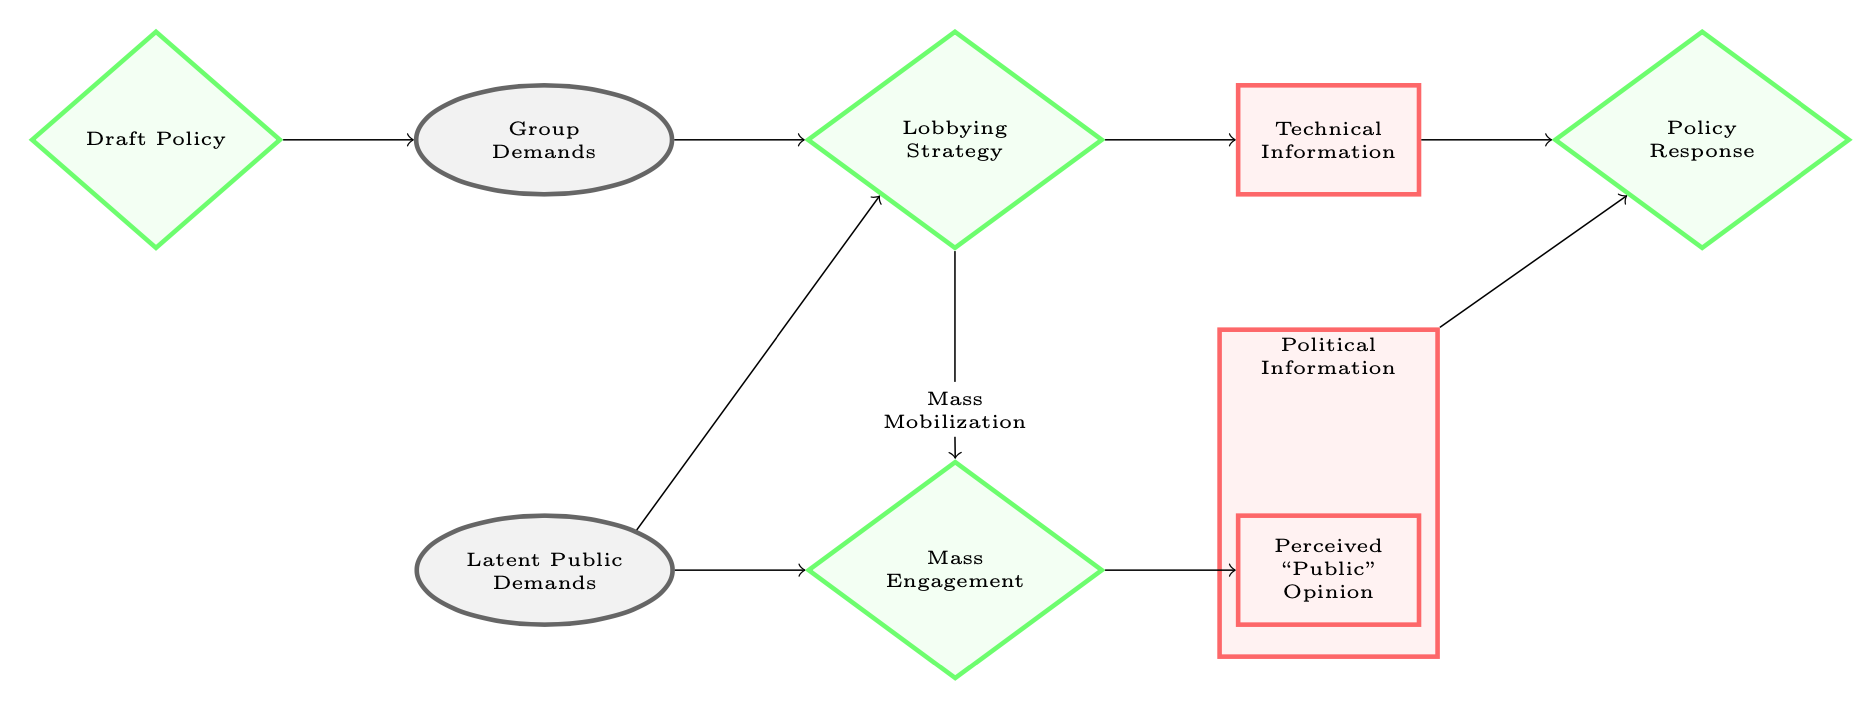 Draft Policy
Group
Demands
Lobbying
Strategy
Technical
Information
Policy
Response
Political
Information
Mass
Mobilization
Latent Public
Demands
Mass
Engagement
Perceived
“Public”
Opinion